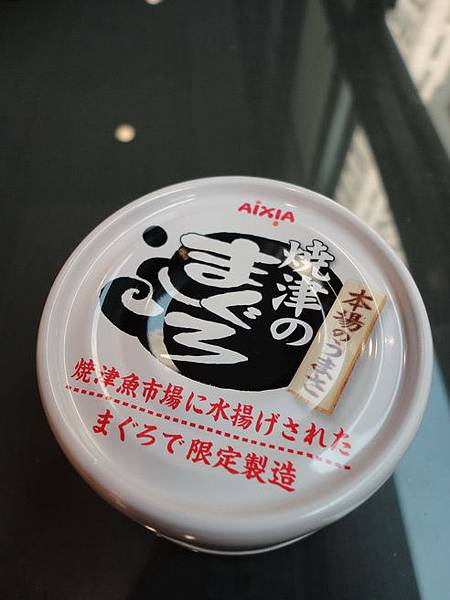 AIXIA
焼津の
まぐろ
本場のうまさ
焼津魚市場に水揚げされた
まぐろで限定製造